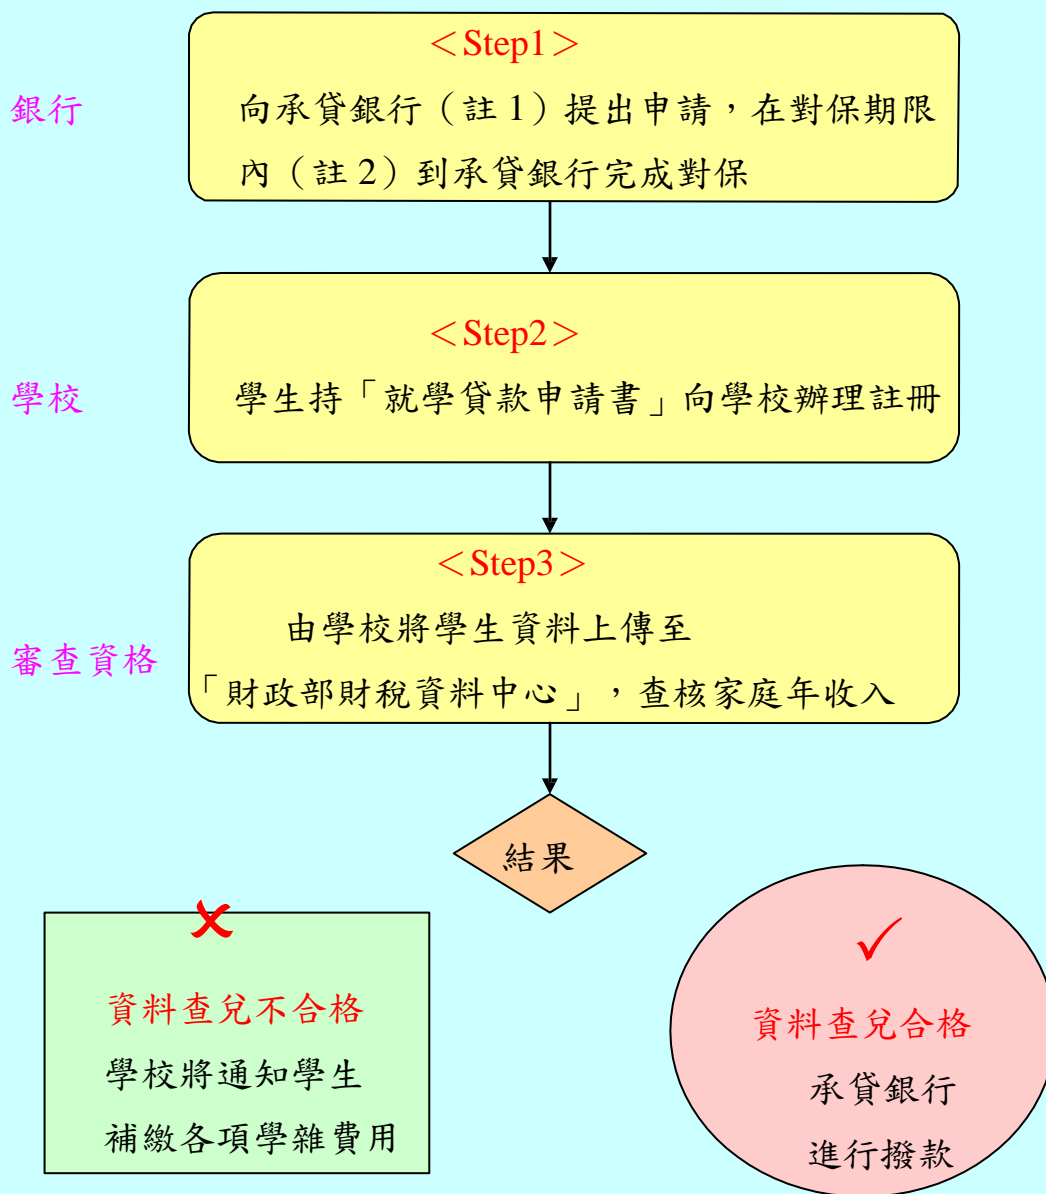 <Step1>
銀行
向承貸銀行（註1）提出申請，在對保期限
內（註2）到承貸銀行完成對保
<Step2>
學校
學生持「就學貸款申請書」向學校辦理註冊
<Step3>
由學校將學生資料上傳至
審查資格
「財政部財稅資料中心」，查核家庭年收入
結果
✗
資料查兌不合格
學校將通知學生
補繳各項學雜費用
✓
資料查兌合格
承貸銀行
進行撥款